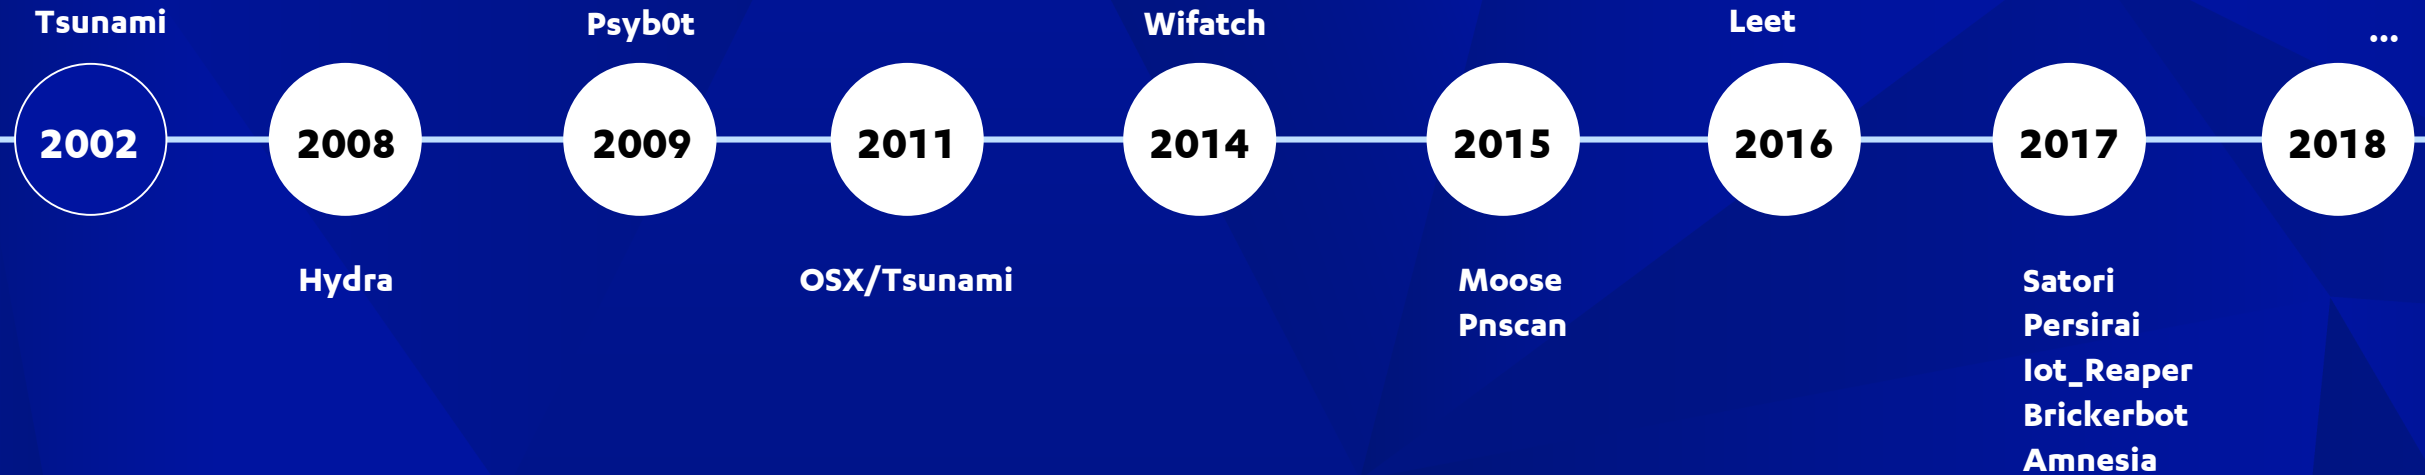 Tsunami
Psyb0t
Wifatch
Leet
...
2002
2008
2009
2011
2014
2015
2016
2017
2018
Hydra
OSX/Tsunami
Moose
Pnscan
Satori
Persirai
Iot_Reaper
Brickerbot
Amnesia